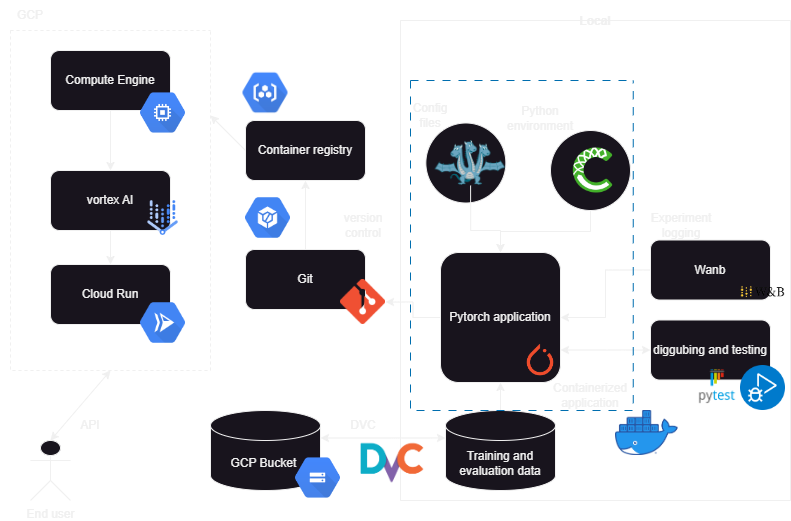 GCP
Local
Compute Engine
Config
files
Python
environment
Container registry
vortex AI
version
control
Experiment
logging
Git
Wanb
W&B
Cloud Run
Pytorch application
diggubing and testing
pytest
Containerized
application
API
DVC
DVC
GCP Bucket
Training and
evaluation data
End user